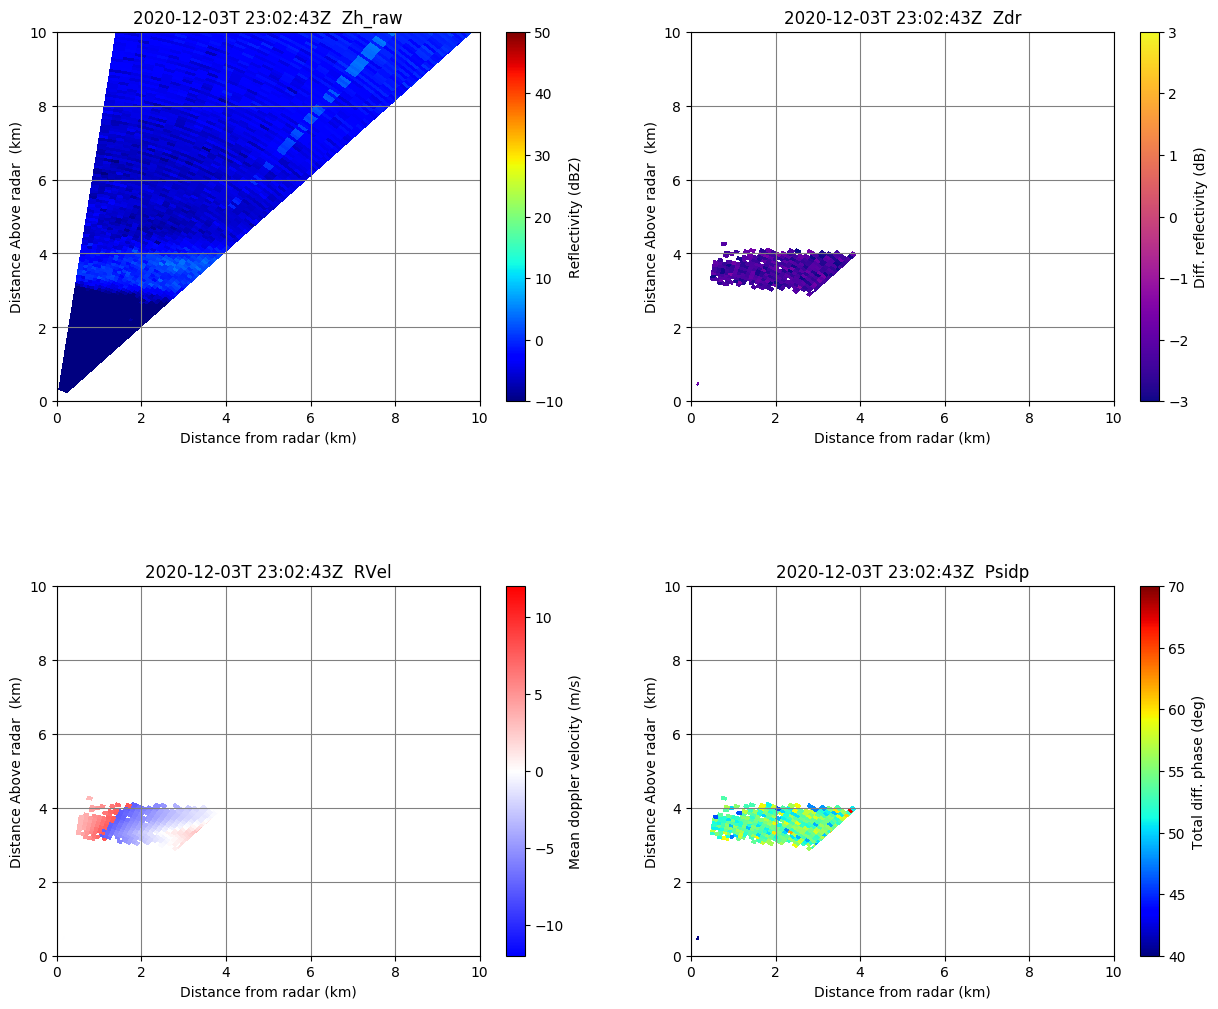 2020-12-03T 23:02:43Z  Zh_raw
10
8
6
4
2
0
0 2 4 6 8 10
Distance Above radar  (km)
Distance from radar (km)
50
40
30
20
10
0
−10
Reflectivity (dBZ)
2020-12-03T 23:02:43Z  Zdr
10
8
6
4
2
0
0 2 4 6 8 10
Distance Above radar  (km)
Distance from radar (km)
3
2
1
0
−1
−2
−3
Diff. reflectivity (dB)
2020-12-03T 23:02:43Z  RVel
10
8
6
4
2
0
0 2 4 6 8 10
Distance Above radar  (km)
Distance from radar (km)
10
5
0
−5
−10
Mean doppler velocity (m/s)
2020-12-03T 23:02:43Z  Psidp
10
8
6
4
2
0
0 2 4 6 8 10
Distance Above radar  (km)
Distance from radar (km)
70
65
60
55
50
45
40
Total diff. phase (deg)